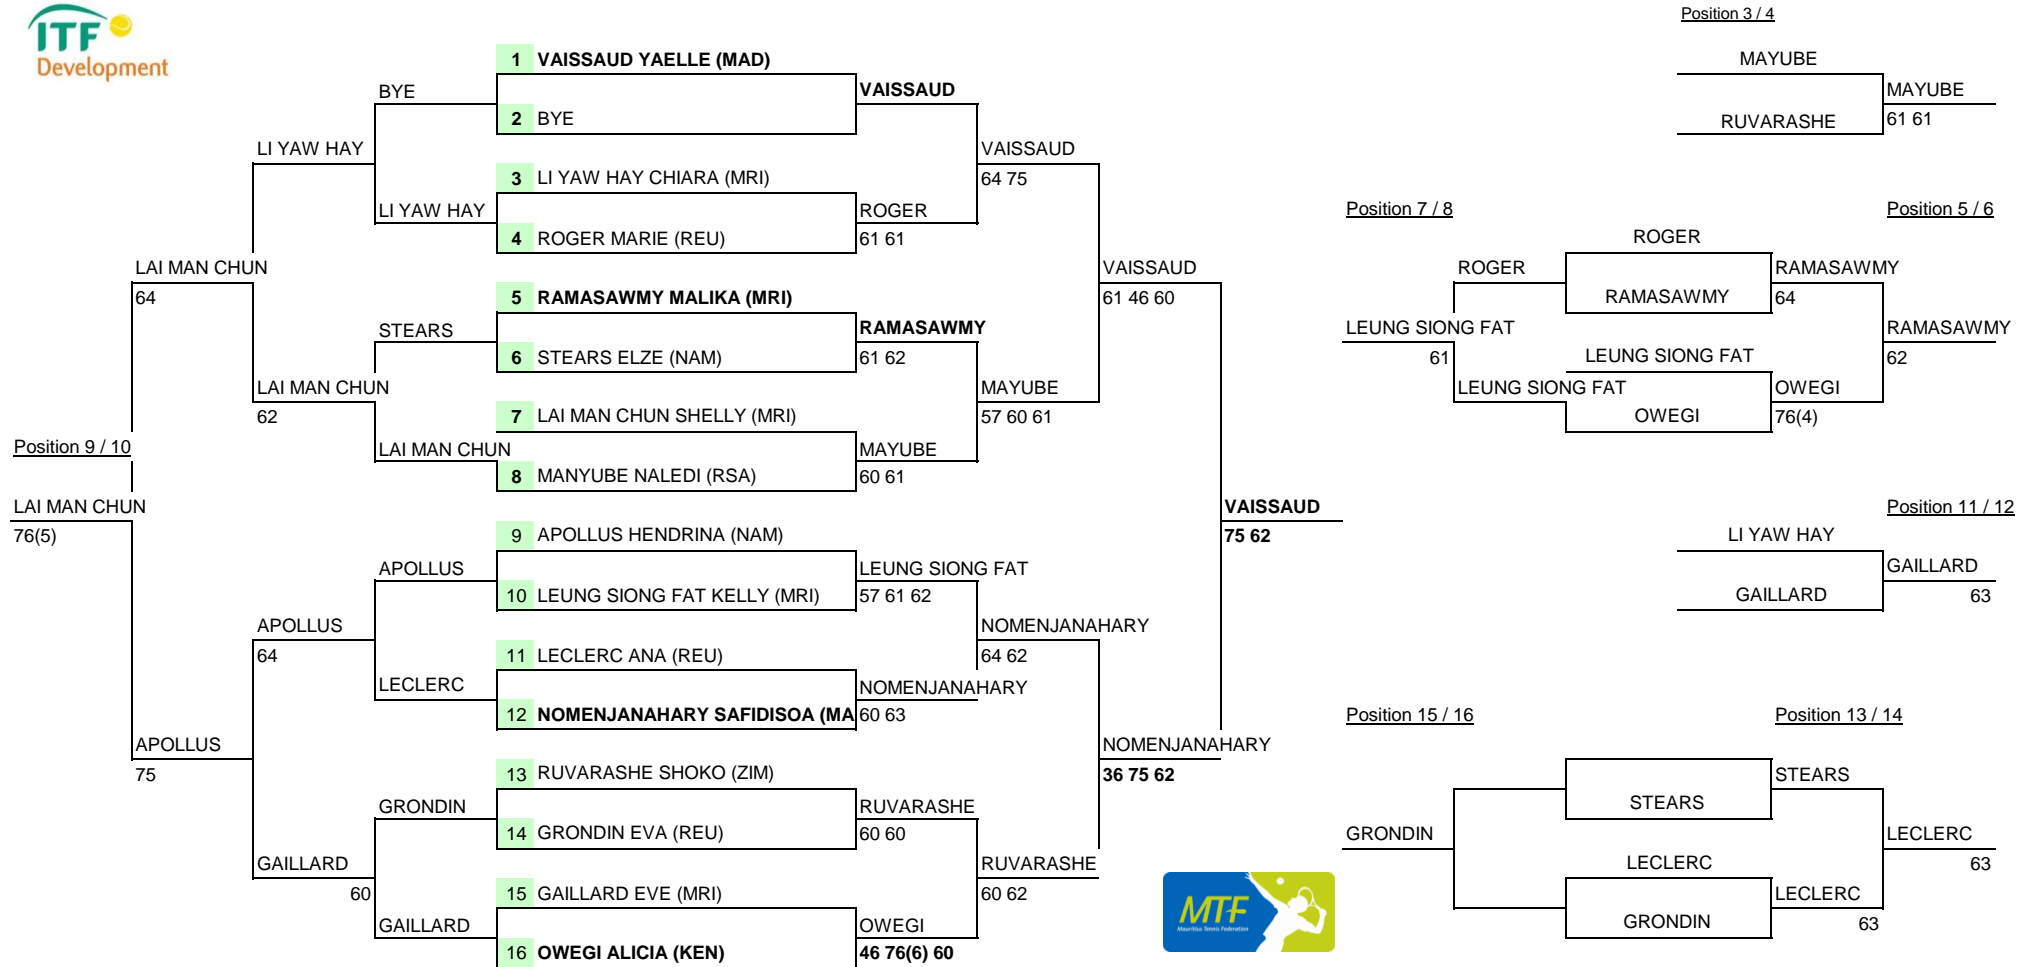 ITF
Development
Position 3 / 4
1 VAISSAUD YAELLE (MAD)
MAYUBE
BYE
VAISSAUD
MAYUBE
2 BYE
RUVARASHE
61 61
LI YAW HAY
VAISSAUD
3 LI YAW HAY CHIARA (MRI)
64 75
LI YAW HAY
ROGER
Position 7 / 8
Position 5 / 6
4 ROGER MARIE (REU)
61 61
ROGER
LAI MAN CHUN
VAISSAUD
ROGER
RAMASAWMY
64
5 RAMASAWMY MALIKA (MRI)
61 46 60
RAMASAWMY
64
STEARS
RAMASAWMY
LEUNG SIONG FAT
RAMASAWMY
6 STEARS ELZE (NAM)
61 62
61
LEUNG SIONG FAT
62
LAI MAN CHUN
MAYUBE
LEUNG SIONG FAT
OWEGI
62
7 LAI MAN CHUN SHELLY (MRI)
57 60 61
OWEGI
76(4)
Position 9 / 10
LAI MAN CHUN
MAYUBE
8 MANYUBE NALEDI (RSA)
60 61
LAI MAN CHUN
VAISSAUD
Position 11 / 12
76(5)
9 APOLLUS HENDRINA (NAM)
75 62
LI YAW HAY
APOLLUS
LEUNG SIONG FAT
GAILLARD
10 LEUNG SIONG FAT KELLY (MRI)
57 61 62
GAILLARD
63
APOLLUS
NOMENJANAHARY
64
11 LECLERC ANA (REU)
64 62
LECLERC
NOMENJANAHARY
12 NOMENJANAHARY SAFIDISOA (MA
60 63
Position 15 / 16
Position 13 / 14
APOLLUS
NOMENJANAHARY
75
13 RUVARASHE SHOKO (ZIM)
36 75 62
STEARS
GRONDIN
RUVARASHE
STEARS
14 GRONDIN EVA (REU)
60 60
GRONDIN
LECLERC
GAILLARD
RUVARASHE
LECLERC
63
60
15 GAILLARD EVE (MRI)
60 62
LECLERC
63
GAILLARD
OWEGI
GRONDIN
16 OWEGI ALICIA (KEN)
46 76(6) 60
MTF
Mauritius Tennis Federation